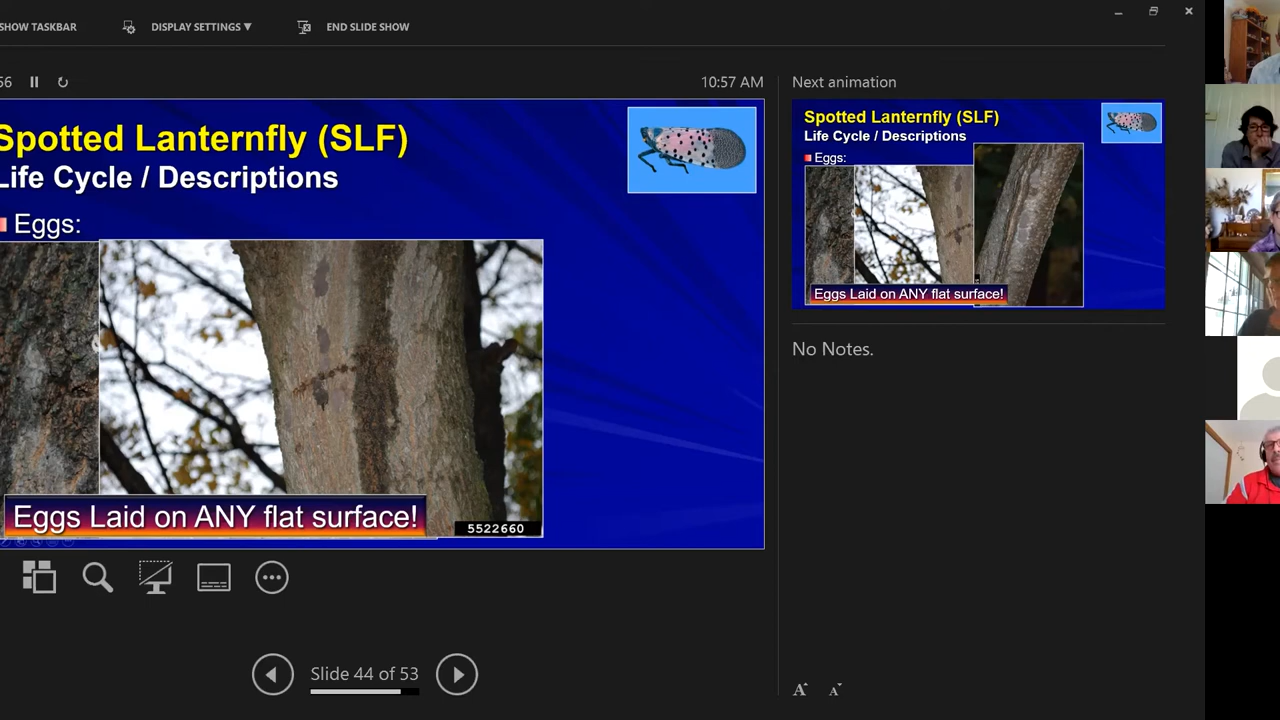 SHOW TASKBAR
DISPLAY SETTINGS ▼
END SLIDE SHOW
56
10:57 AM
Next animation
Spotted Lanternfly (SLF)
Life Cycle / Descriptions
Eggs:
Eggs Laid on ANY flat surface!
5522660
Spotted Lanternfly (SLF)
Life Cycle / Descriptions
Eggs:
Eggs Laid on ANY flat surface!
No Notes.
Slide 44 of 53
A A